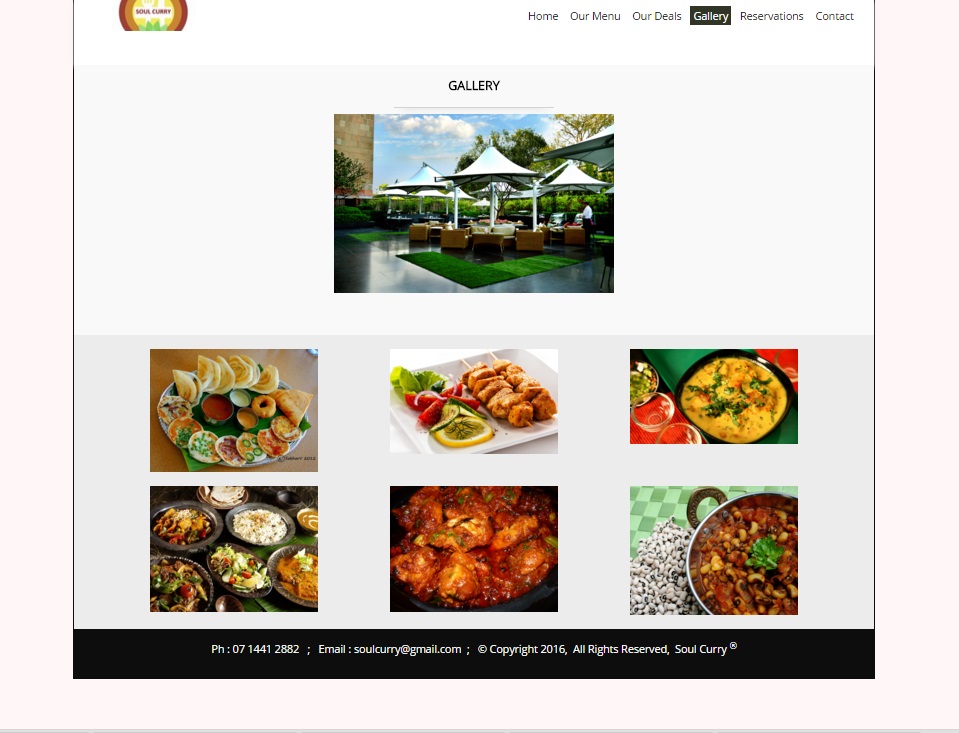 SOUL CURRY
Home Our Menu Our Deals Gallery Reservations Contact
GALLERY
Ph : 07 1441 2882 ; Email : soulcurry@gmail.com ; © Copyright 2016, All Rights Reserved, Soul Curry ®